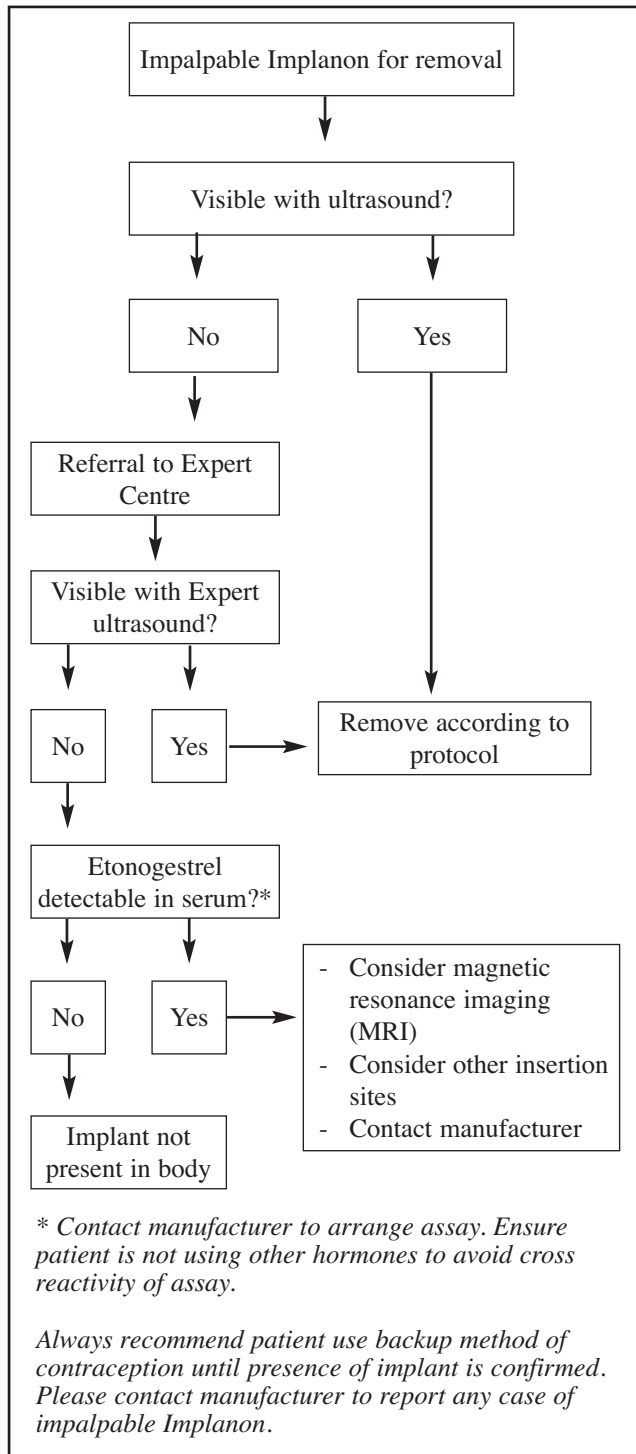 Impalpable Implanon for removal
Visible with ultrasound?
No
Yes
Referral to Expert
Centre
Visible with Expert
ultrasound?
No
Yes
Remove according to
protocol
Etonogestrel
detectable in serum?*
No
Yes
- Consider magnetic
resonance imaging
(MRI)
- Consider other insertion
sites
- Contact manufacturer
Implant not
present in body
* Contact manufacturer to arrange assay. Ensure
patient is not using other hormones to avoid cross
reactivity of assay.
Always recommend patient use backup method of
contraception until presence of implant is confirmed.
Please contact manufacturer to report any case of
impalpable Implanon.